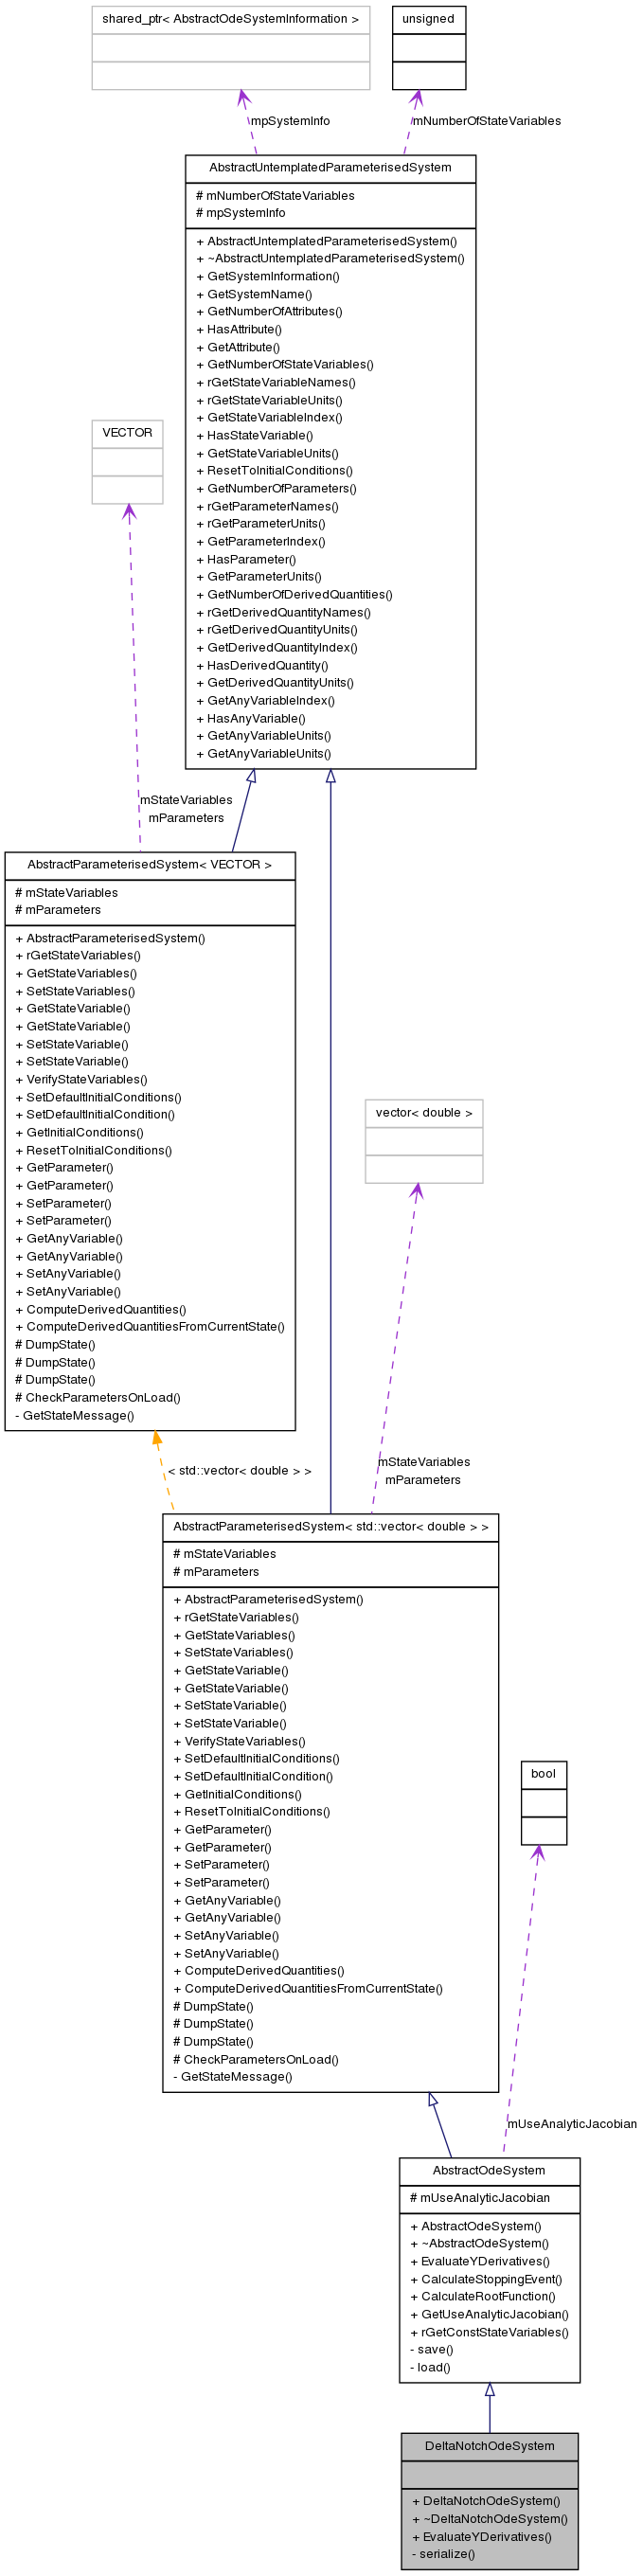 shared_ptr< AbstractOdeSystemInformation >
unsigned
mpSystemInfo
mNumberOfStateVariables
AbstractUntemplatedParameterisedSystem
# mNumberOfStateVariables
# mpSystemInfo
+ AbstractUntemplatedParameterisedSystem()
+ ~AbstractUntemplatedParameterisedSystem()
+ GetSystemInformation()
+ GetSystemName()
+ GetNumberOfAttributes()
+ HasAttribute()
+ GetAttribute()
+ GetNumberOfStateVariables()
+ rGetStateVariableNames()
+ rGetStateVariableUnits()
+ GetStateVariableIndex()
+ HasStateVariable()
+ GetStateVariableUnits()
+ ResetToInitialConditions()
+ GetNumberOfParameters()
+ rGetParameterNames()
+ rGetParameterUnits()
+ GetParameterIndex()
+ HasParameter()
+ GetParameterUnits()
+ GetNumberOfDerivedQuantities()
+ rGetDerivedQuantityNames()
+ rGetDerivedQuantityUnits()
+ GetDerivedQuantityIndex()
+ HasDerivedQuantity()
+ GetDerivedQuantityUnits()
+ GetAnyVariableIndex()
+ HasAnyVariable()
+ GetAnyVariableUnits()
+ GetAnyVariableUnits()
VECTOR
mStateVariables
mParameters
AbstractParameterisedSystem< VECTOR >
# mStateVariables
# mParameters
+ AbstractParameterisedSystem()
+ rGetStateVariables()
+ GetStateVariables()
+ SetStateVariables()
+ GetStateVariable()
+ GetStateVariable()
+ SetStateVariable()
+ SetStateVariable()
+ VerifyStateVariables()
+ SetDefaultInitialConditions()
+ SetDefaultInitialCondition()
+ GetInitialConditions()
+ ResetToInitialConditions()
+ GetParameter()
+ GetParameter()
+ SetParameter()
+ SetParameter()
+ GetAnyVariable()
+ GetAnyVariable()
+ SetAnyVariable()
+ SetAnyVariable()
+ ComputeDerivedQuantities()
+ ComputeDerivedQuantitiesFromCurrentState()
# DumpState()
# DumpState()
# DumpState()
# CheckParametersOnLoad()
- GetStateMessage()
vector< double >
< std::vector< double > >
mStateVariables
mParameters
AbstractParameterisedSystem< std::vector< double > >
# mStateVariables
# mParameters
+ AbstractParameterisedSystem()
+ rGetStateVariables()
+ GetStateVariables()
+ SetStateVariables()
+ GetStateVariable()
+ GetStateVariable()
+ SetStateVariable()
+ SetStateVariable()
+ VerifyStateVariables()
+ SetDefaultInitialConditions()
+ SetDefaultInitialCondition()
+ GetInitialConditions()
+ ResetToInitialConditions()
+ GetParameter()
+ GetParameter()
+ SetParameter()
+ SetParameter()
+ GetAnyVariable()
+ GetAnyVariable()
+ SetAnyVariable()
+ SetAnyVariable()
+ ComputeDerivedQuantities()
+ ComputeDerivedQuantitiesFromCurrentState()
# DumpState()
# DumpState()
# DumpState()
# CheckParametersOnLoad()
- GetStateMessage()
bool
mUseAnalyticJacobian
AbstractOdeSystem
# mUseAnalyticJacobian
+ AbstractOdeSystem()
+ ~AbstractOdeSystem()
+ EvaluateYDerivatives()
+ CalculateStoppingEvent()
+ CalculateRootFunction()
+ GetUseAnalyticJacobian()
+ rGetConstStateVariables()
- save()
- load()
DeltaNotchOdeSystem
+ DeltaNotchOdeSystem()
+ ~DeltaNotchOdeSystem()
+ EvaluateYDerivatives()
- serialize()